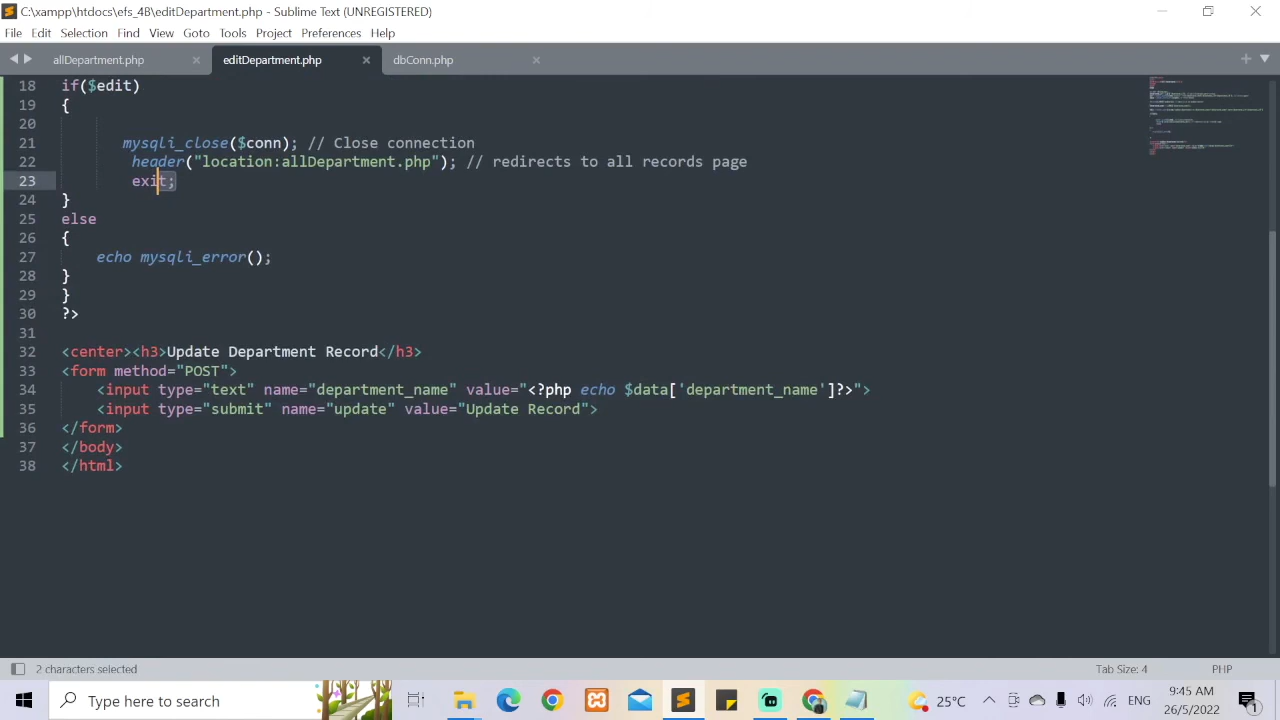 C:\xampp\htdocs\efs_4B\editDepartment.php - Sublime Text (UNREGISTERED)
File Edit Selection Find View Goto Tools Project Preferences Help
allDepartment.php editDepartment.php dbConn.php
18 if($edit)
19 {
20
21 mysqli_close($conn); // Close connection
22 header("location:allDepartment.php"); // redirects to all records page
23 exit;
24 }
25 else
26 {
27 echo mysqli_error();
28 }
29 }
30 ?>
31
32 <center><h3>Update Department Record</h3>
33 <form method="POST">
34 <input type="text" name="department_name" value="<?php echo $data['department_name']?>">
35 <input type="submit" name="update" value="Update Record">
36 </form>
37 </body>
38 </html>
2 characters selected Tab Size: 4 PHP
Type here to search 25°C ENG 9:45 AM
26/5/2022 1